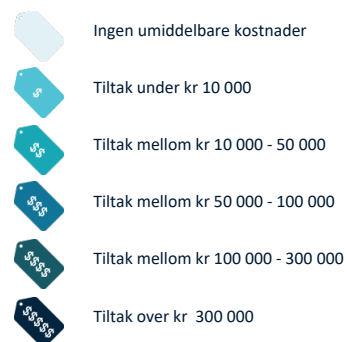 Ingen umiddelbare kostnader
$ Tiltak under kr 10 000
$$ Tiltak mellom kr 10 000 - 50 000
$$$ Tiltak mellom kr 50 000 - 100 000
$$$$ Tiltak mellom kr 100 000 - 300 000
$$$$$ Tiltak over kr  300 000